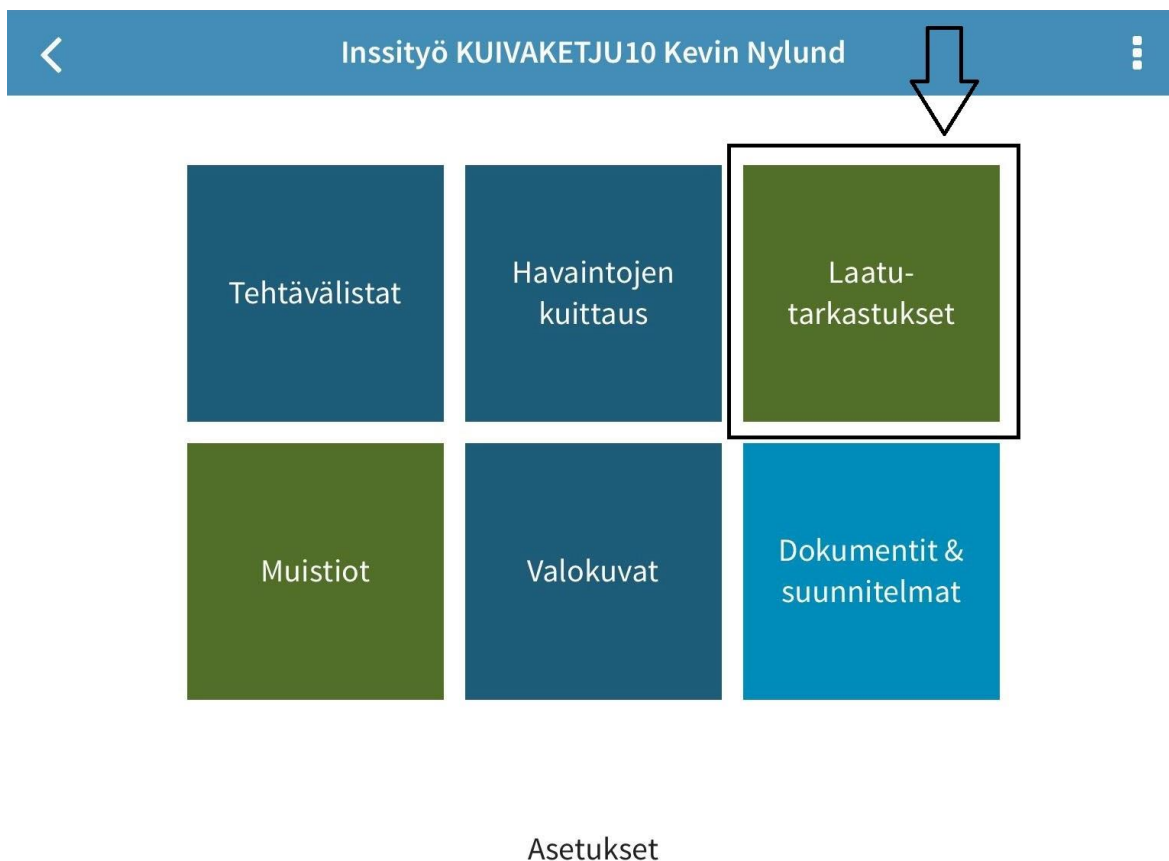 Inssityö KUIVAKETJU10 Kevin Nylund
Tehtävälistat
Havaintojen
kuittaus
Laatu-
tarkastukset
Muistiot
Valokuvat
Dokumentit &
suunnitelmat
Asetukset